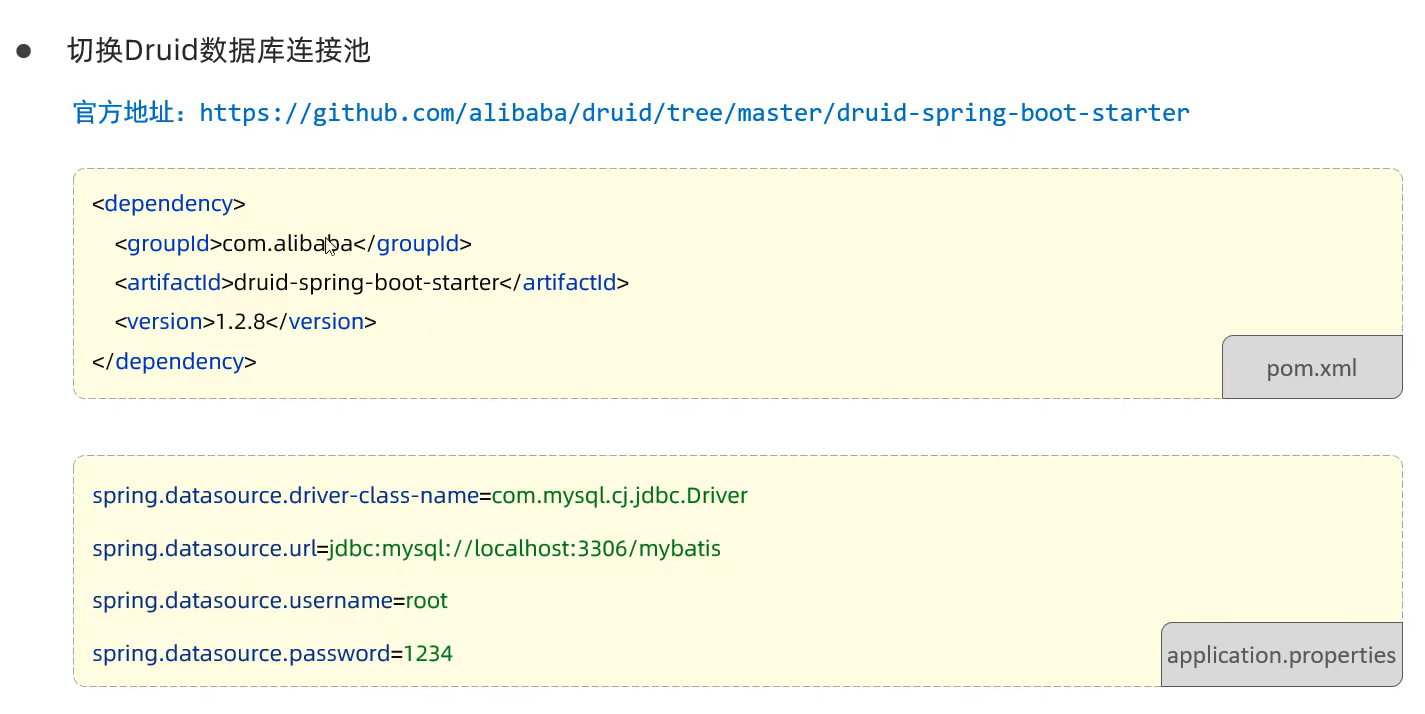 ● 切换Druid数据库连接池
官方地址：https://github.com/alibaba/druid/tree/master/druid-spring-boot-starter
<dependency>
<groupId>com.alibaba</groupId>
<artifactId>druid-spring-boot-starter</artifactId>
<version>1.2.8</version>
</dependency>
pom.xml
spring.datasource.driver-class-name=com.mysql.cj.jdbc.Driver
spring.datasource.url=jdbc:mysql://localhost:3306/mybatis
spring.datasource.username=root
spring.datasource.password=1234
application.properties